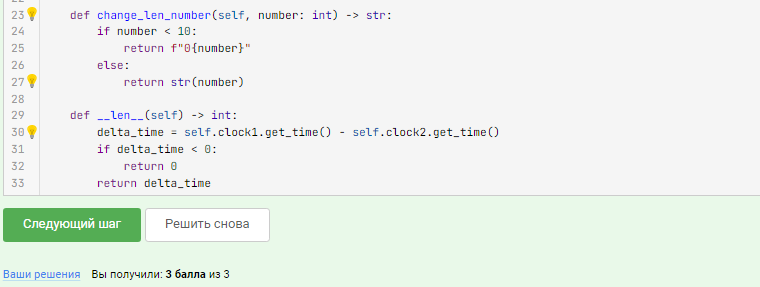 23 def change_len_number(self, number: int) -> str:
24 if number < 10:
25 return f"0{number}"
26 else:
27 return str(number)
28
29 def __len__(self) -> int:
30 delta_time = self.clock1.get_time() - self.clock2.get_time()
31 if delta_time < 0:
32 return 0
33 return delta_time
Следующий шаг Решить снова
Ваши решения Вы получили: 3 балла из 3